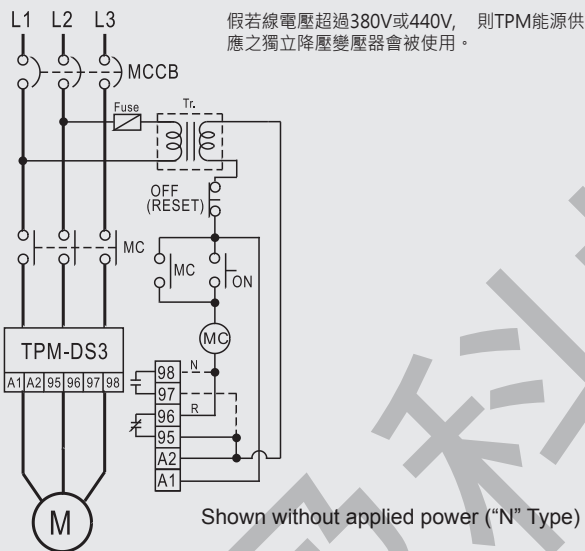 L1 L2 L3
假若線電壓超過380V或440V, 則TPM能源供
應之獨立降壓變壓器會被使用。
MCCB
Fuse
Tr.
OFF
(RESET)
MC
MC
ON
MC
TPM-DS3
A1 A2 95 96 97 98
98
N
97
96
R
95
A2
A1
M
Shown without applied power (“N” Type)